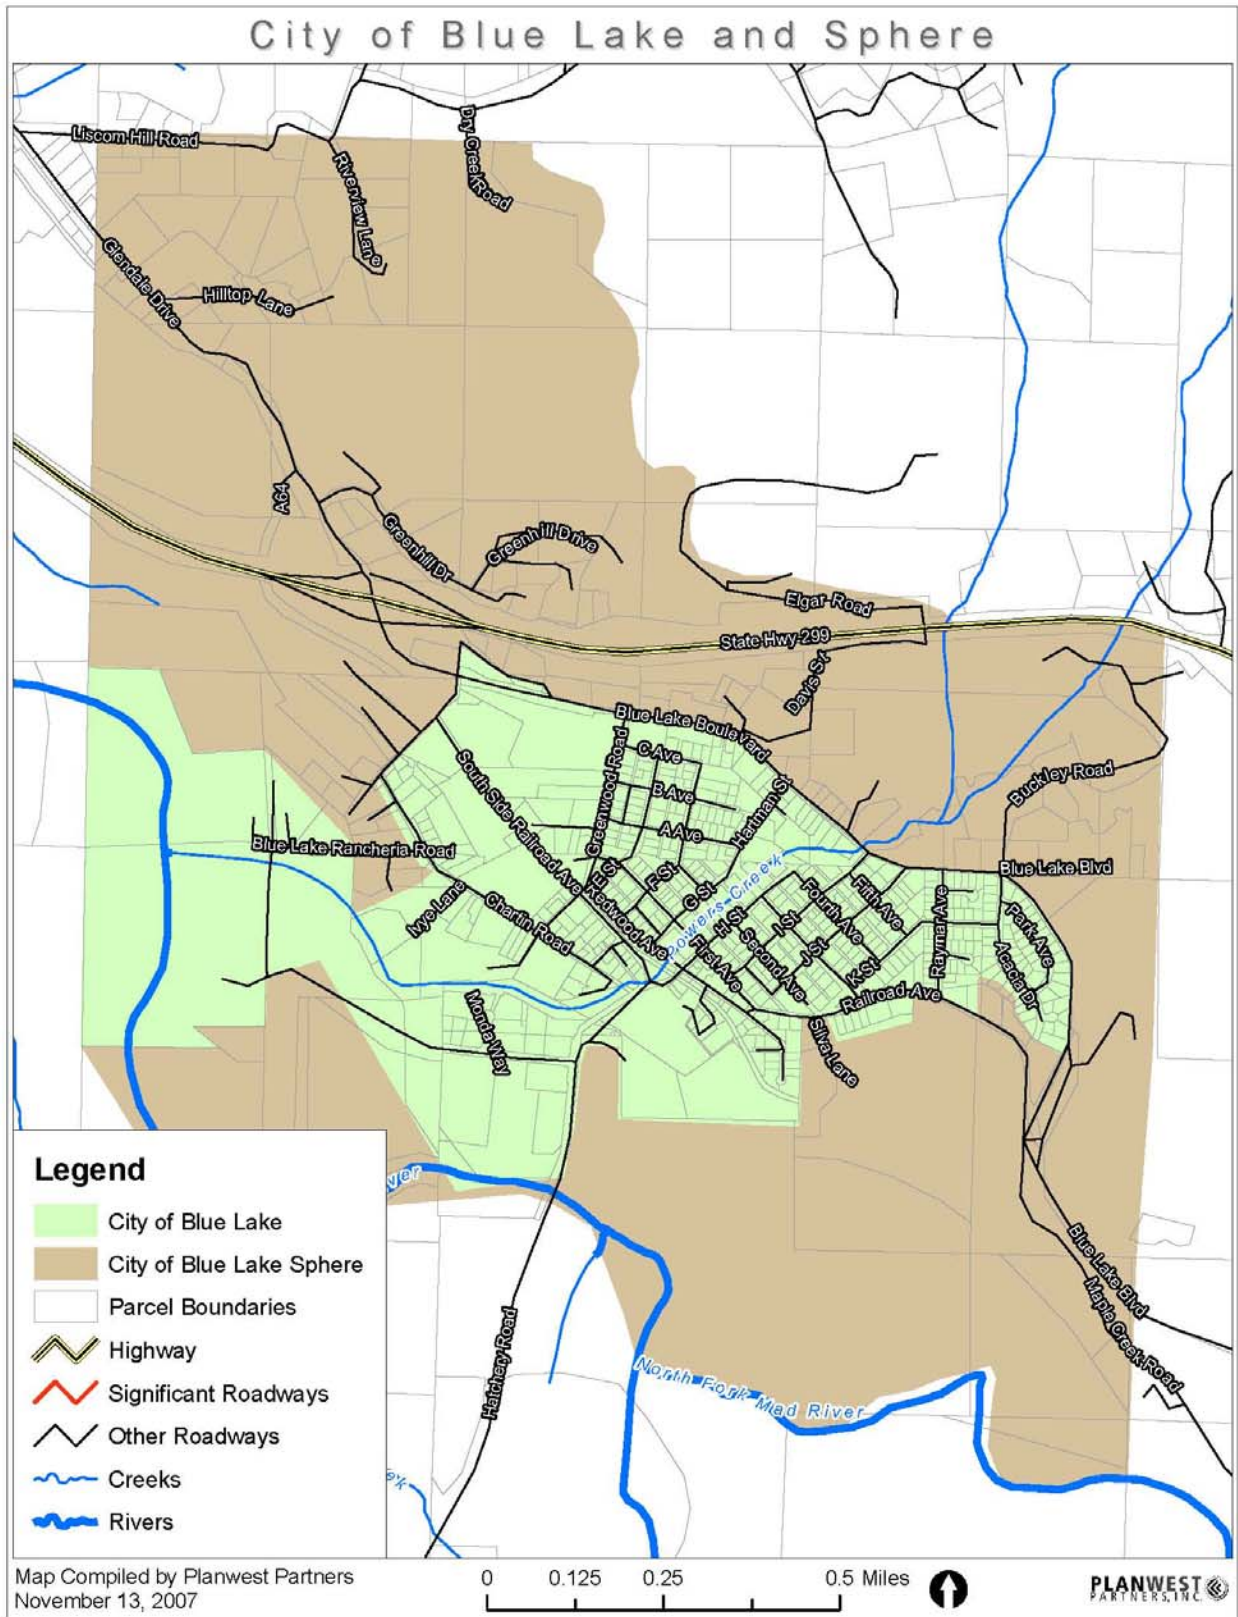 City of Blue Lake and Sphere
Liscom Hill Road
Dry Creek Road
Riverview Lane
Glendale Drive
Hilltop Lane
A64
Greenhill Dr
Greenhill Drive
Elgar Road
State Hwy 299
Davis St
Blue Lake Boulevard
C Ave
Greenwood Road
South Side Railroad Ave
B Ave
Buckley Road
Hartman St
A Ave
Blue Lake Rancheria Road
Blue Lake Blvd
E St
F St
G St
Powers Creek
Ivye Lane
Chartin Road
Redwood Ave
H St
I St
Fourth Ave
Fifth Ave
Raymar Ave
Park Ave
First Ave
Second Ave
J St
K St
Acacia Dr
Railroad Ave
Monda Way
Silva Lane
Legend
City of Blue Lake
City of Blue Lake Sphere
Parcel Boundaries
Highway
Significant Roadways
Other Roadways
Creeks
Rivers
ver
ek
Hatchery Road
North Fork Mad River
Blue Lake Blvd
Maple Creek Road
Map Compiled by Planwest Partners
November 13, 2007
0 0.125 0.25 0.5 Miles
PLANWEST
PARTNERS, INC.